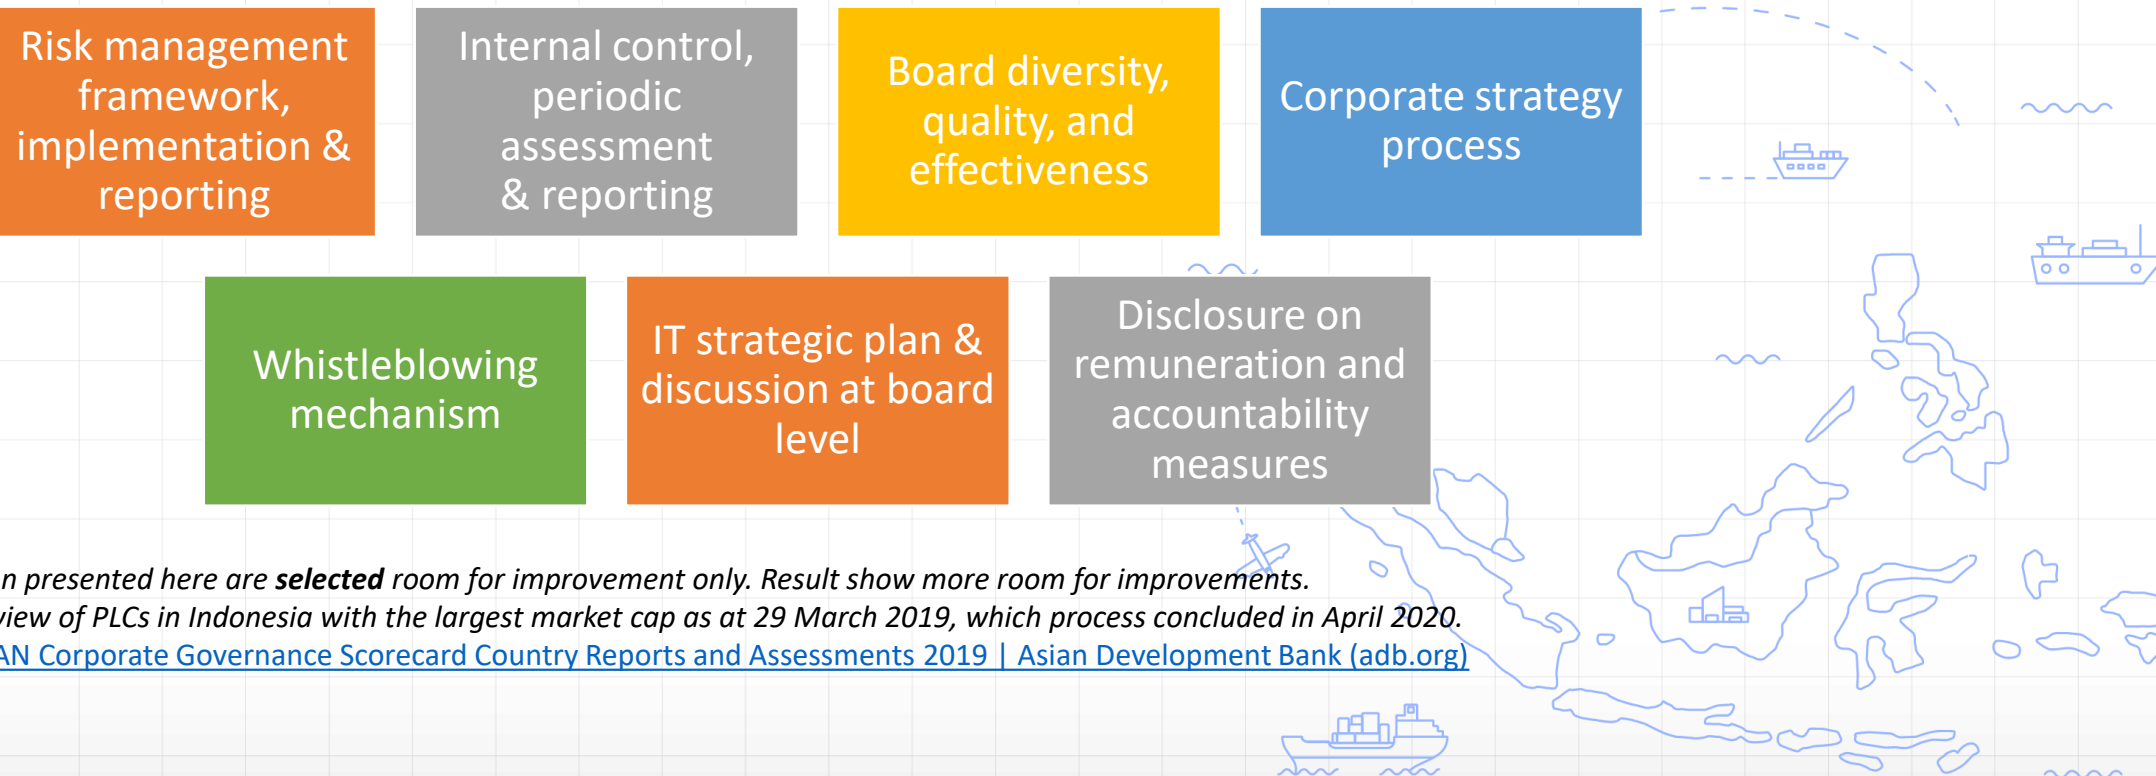 Risk management
framework,
implementation &
reporting
Internal control,
periodic
assessment
& reporting
Board diversity,
quality, and
effectiveness
Corporate strategy
process
Whistleblowing
mechanism
IT strategic plan &
discussion at board
level
Disclosure on
remuneration and
accountability
measures
presented here are selected room for improvement only. Result show more room for improvements.
of PLCs in Indonesia with the largest market cap as at 29 March 2019, which process concluded in April 2020.
Corporate Governance Scorecard Country Reports and Assessments 2019 | Asian Development Bank (adb.org)